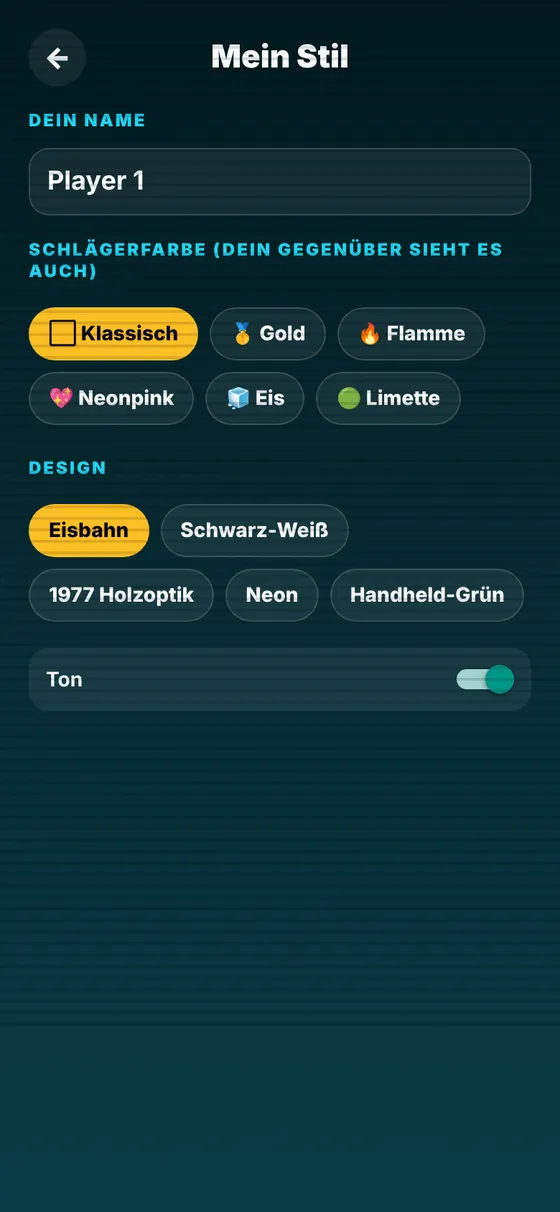 Mein Stil
DEIN NAME
Player 1
SCHLÄGERFARBE (DEIN GEGENÜBER SIEHT ES
AUCH)
Klassisch Gold Flamme
Neonpink Eis Limette
DESIGN
Eisbahn Schwarz-Weiß
1977 Holzoptik Neon Handheld-Grün
Ton